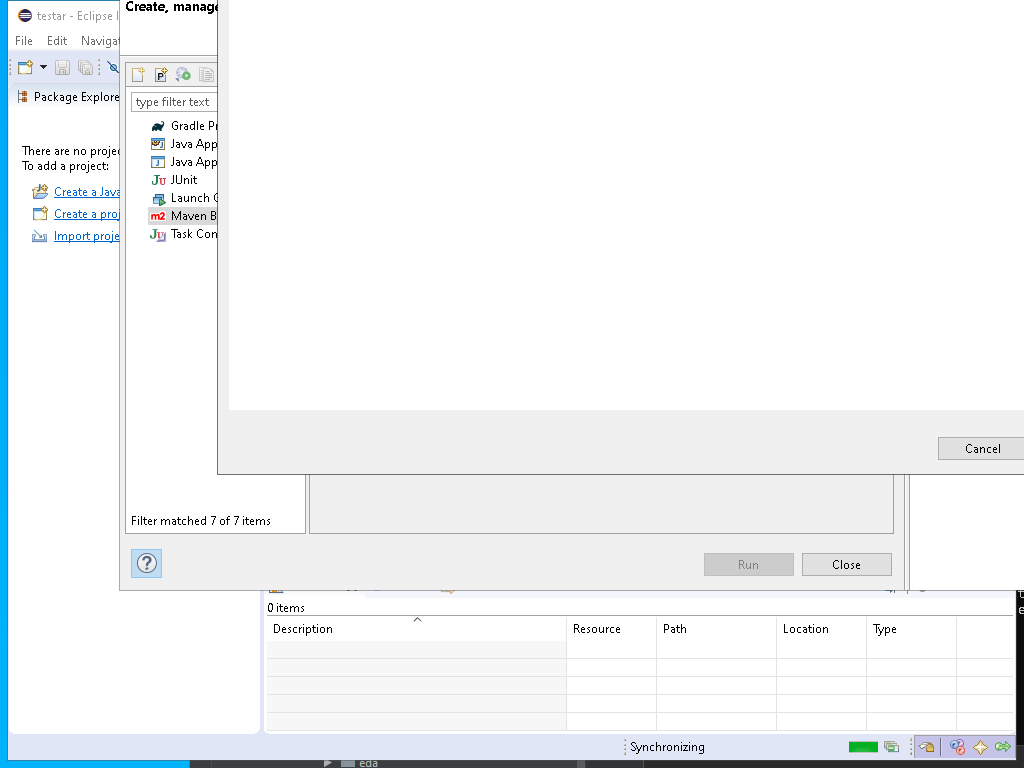 testar - Eclipse I
Create, manag
File Edit Naviga
Package Explore
type filter text
Gradle Pr
Java App
Java App
JUnit
Launch
Maven B
Task Con
There are no projec
To add a project:
Create a Java
Create a proj
Import proje
Cancel
Filter matched 7 of 7 items
?
Run Close
0 items
Description Resource Path Location Type
Synchronizing
eda